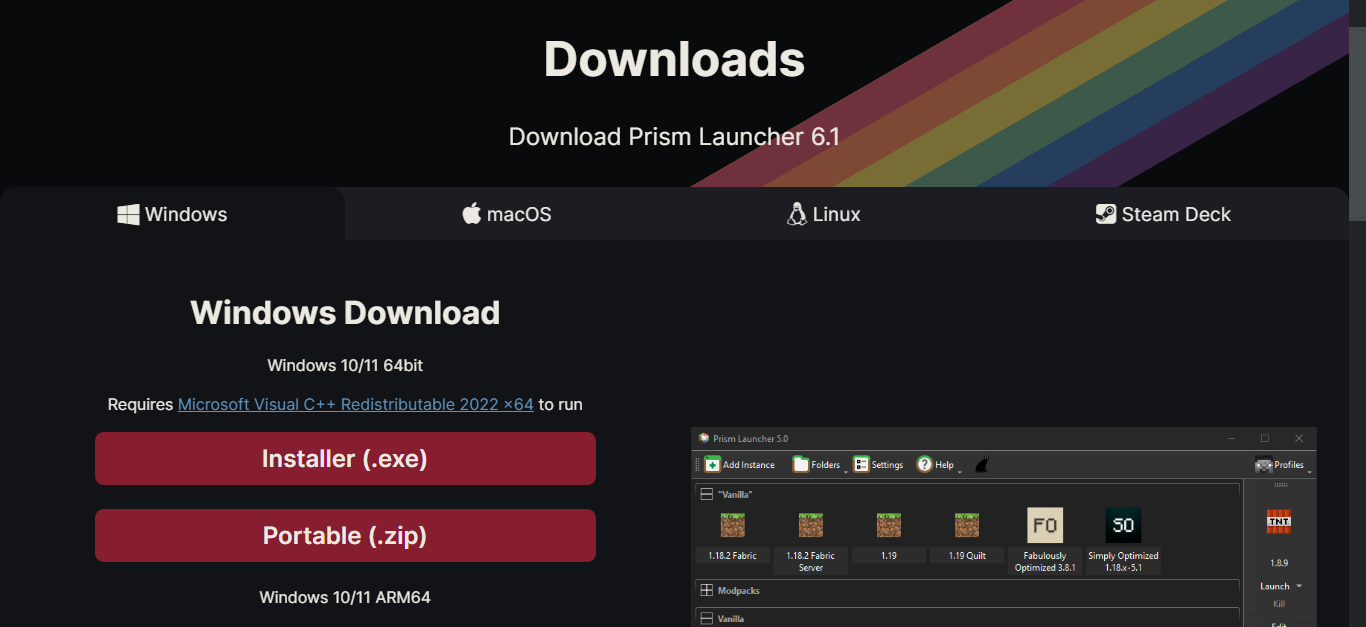 Downloads
Download Prism Launcher 6.1
Windows
macOS
Linux
Steam Deck
Windows Download
Windows 10/11 64bit
Requires Microsoft Visual C++ Redistributable 2022 ×64 to run
Installer (.exe)
Portable (.zip)
Windows 10/11 ARM64
Prism Launcher 5.0
Add Instance Folders Settings Help Profiles
"Vanilla"
FO
SO
TNT
1.18.2 Fabric
1.18.2 Fabric
Server
1.19
1.19 Quilt
Fabulously
Optimized 3.8.1
Simply Optimized
1.18.x-5.1
1.8.9
Modpacks
Launch
Kill
Vanilla
Edit